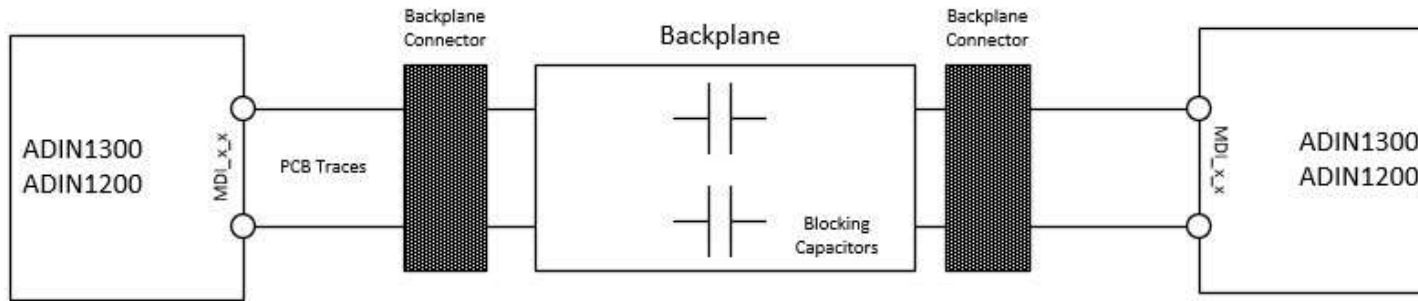 Backplane
Connector
Backplane
Backplane
Connector
ADIN1300
ADIN1200
MDI_x_x
PCB Traces
Blocking
Capacitors
MDI_x_x
ADIN1300
ADIN1200